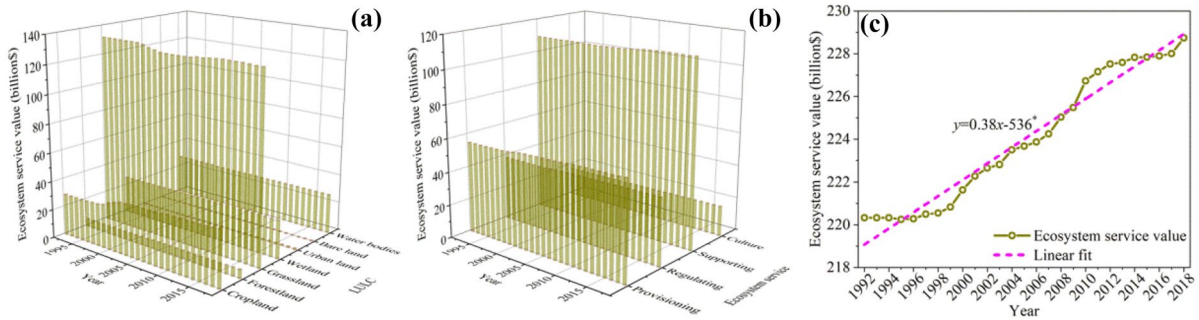 (a)
Ecosystem service value (billion$)
140
120
100
80
60
40
20
0
1995
2000
2005
2010
2015
Year
Cropland
Forestland
Grassland
Wetland
Urban land
Bare land
Water bodies
LULC
(b)
Ecosystem service value (billion$)
120
100
80
60
40
20
0
1995
2000
2005
2010
2015
Year
Provisioning
Regulating
Supporting
Culture
Ecosystem service
(c)
Ecosystem service value (billion$)
230
228
226
224
222
220
218
y=0.38x-536*
Ecosystem service value
Linear fit
1992 1994 1996 1998 2000 2002 2004 2006 2008 2010 2012 2014 2016 2018
Year